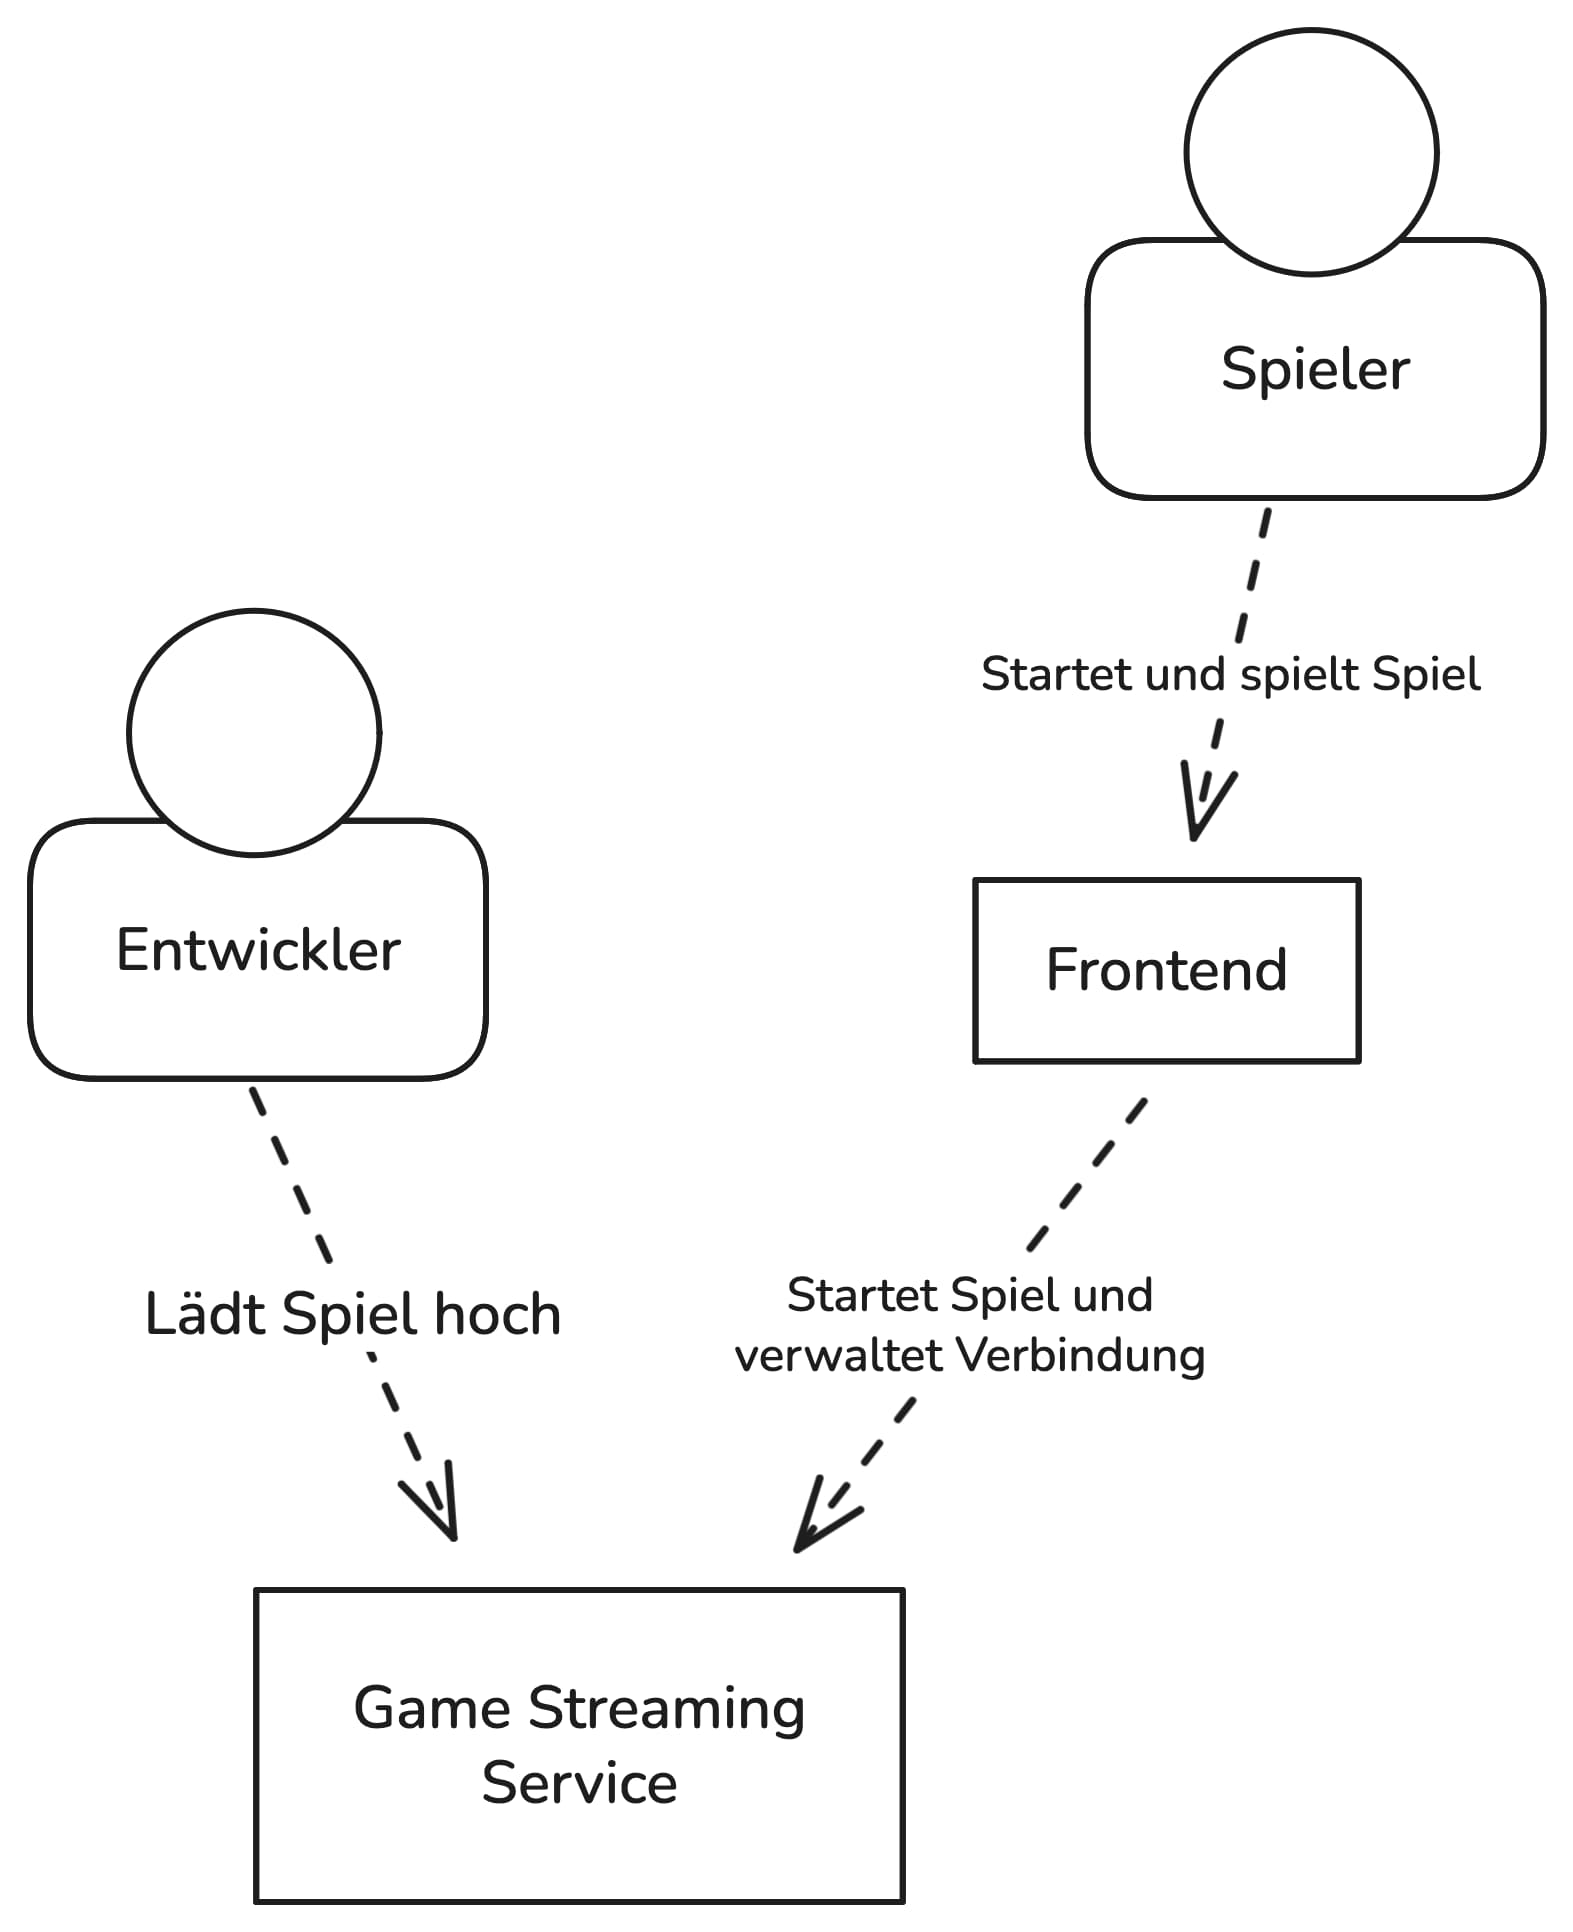 Spieler
Startet und spielt Spiel
Entwickler
Frontend
Lädt Spiel hoch
Startet Spiel und
verwaltet Verbindung
Game Streaming
Service